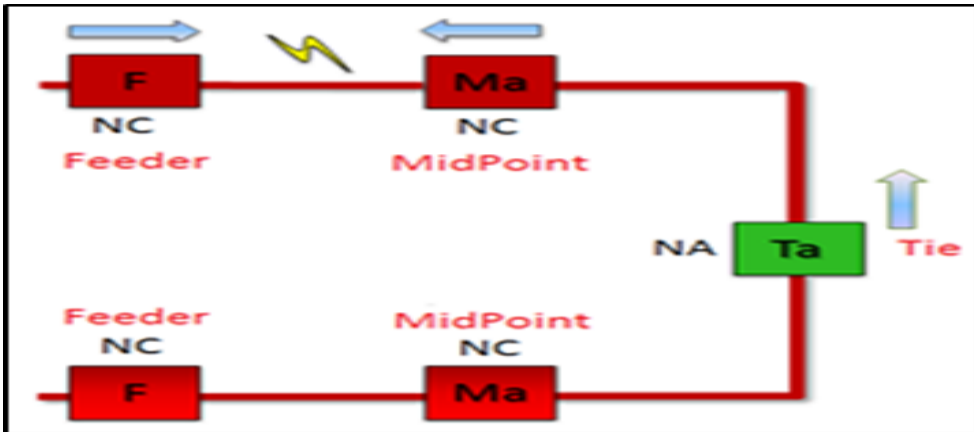 F
Ma
NC
NC
Feeder
MidPoint
NA
Ta
Tie
Feeder
MidPoint
NC
NC
F
Ma